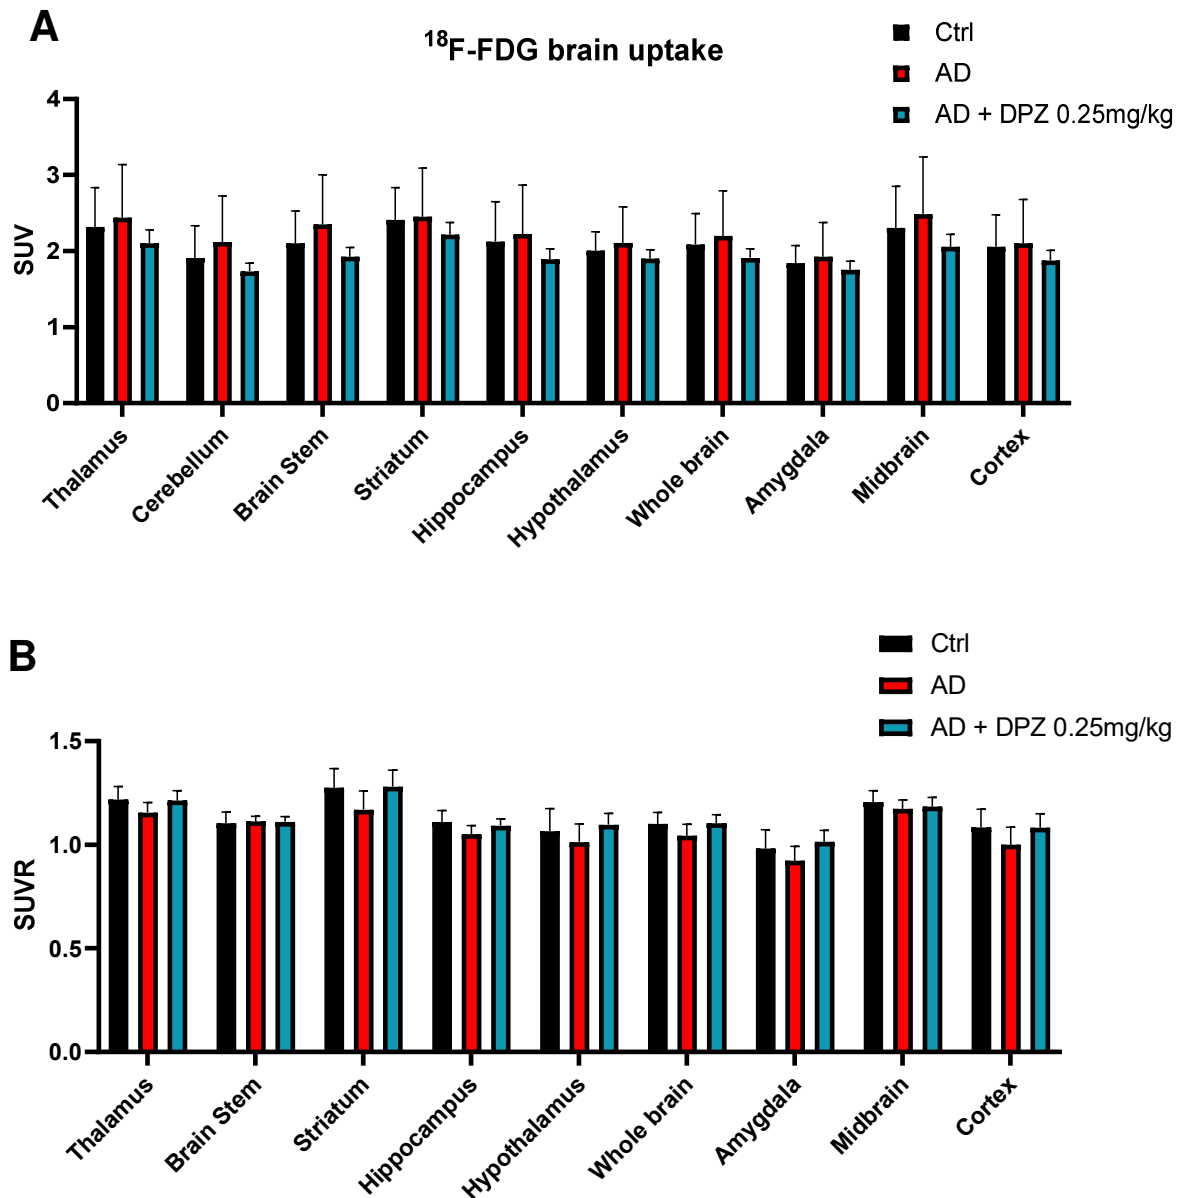 A
¹⁸F-FDG brain uptake
Ctrl
AD
AD + DPZ 0.25mg/kg
SUV
4
3
2
1
0
Thalamus
Cerebellum
Brain Stem
Striatum
Hippocampus
Hypothalamus
Whole brain
Amygdala
Midbrain
Cortex
B
Ctrl
AD
AD + DPZ 0.25mg/kg
SUVR
1.5
1.0
0.5
0.0
Thalamus
Brain Stem
Striatum
Hippocampus
Hypothalamus
Whole brain
Amygdala
Midbrain
Cortex